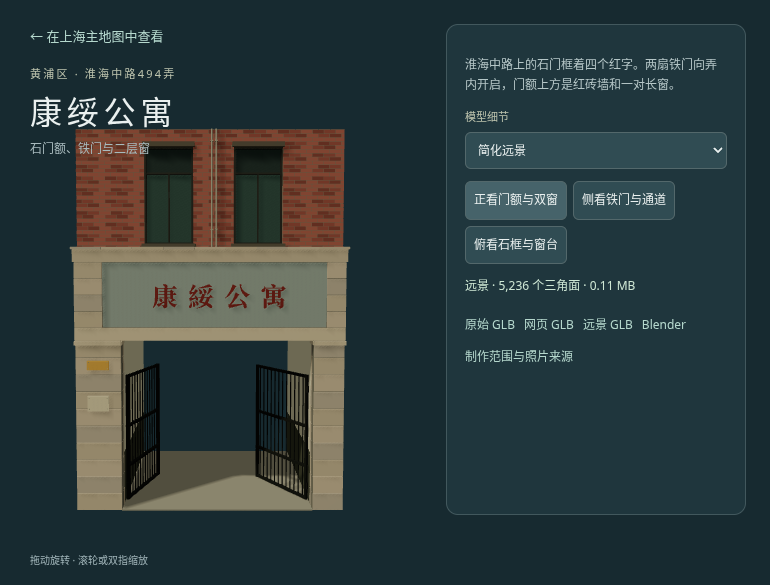 ← 在上海主地图中查看
黄浦区 · 淮海中路494弄
康绥公寓
石门额、铁门与二层窗
康綏公寓
拖动旋转 · 滚轮或双指缩放
淮海中路上的石门框着四个红字。两扇铁门向弄
内开启，门额上方是红砖墙和一对长窗。
模型细节
简化远景
正看门额与双窗
侧看铁门与通道
俯看石框与窗台
远景 · 5,236 个三角面 · 0.11 MB
原始 GLB 网页 GLB 远景 GLB Blender
制作范围与照片来源